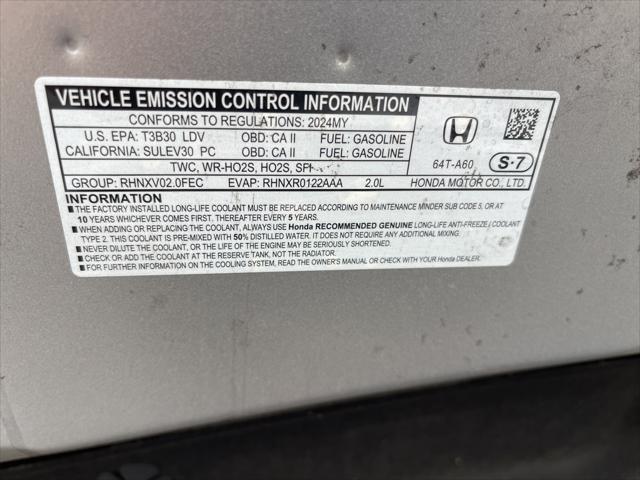 VEHICLE EMISSION CONTROL INFORMATION
CONFORMS TO REGULATIONS: 2024MY
U.S. EPA: T3B30 LDV OBD: CA II FUEL: GASOLINE
CALIFORNIA: SULEV30 PC OBD: CA II FUEL: GASOLINE
TWC, WR-HO2S, HO2S, SFI
GROUP: RHNXV02.0FEC EVAP: RHNXR0122AAA 2.0L
64T-A60 S·7
HONDA MOTOR CO., LTD.
INFORMATION
■ THE FACTORY INSTALLED LONG-LIFE COOLANT MUST BE REPLACED ACCORDING TO MAINTENANCE MINDER SUB CODE 5, OR AT
10 YEARS WHICHEVER COMES FIRST, THEREAFTER EVERY 5 YEARS.
■ WHEN ADDING OR REPLACING THE COOLANT, ALWAYS USE Honda RECOMMENDED GENUINE LONG-LIFE ANTI-FREEZE / COOLANT
TYPE 2. THIS COOLANT IS PRE-MIXED WITH 50% DISTILLED WATER. IT DOES NOT REQUIRE ANY ADDITIONAL MIXING.
■ NEVER DILUTE THE COOLANT, OR THE LIFE OF THE ENGINE MAY BE SERIOUSLY SHORTENED.
■ CHECK OR ADD COOLANT AT THE RESERVE TANK, NOT THE RADIATOR.
■ FOR FURTHER INFORMATION ON THE COOLING SYSTEM, READ THE OWNER'S MANUAL OR CHECK WITH YOUR Honda DEALER.